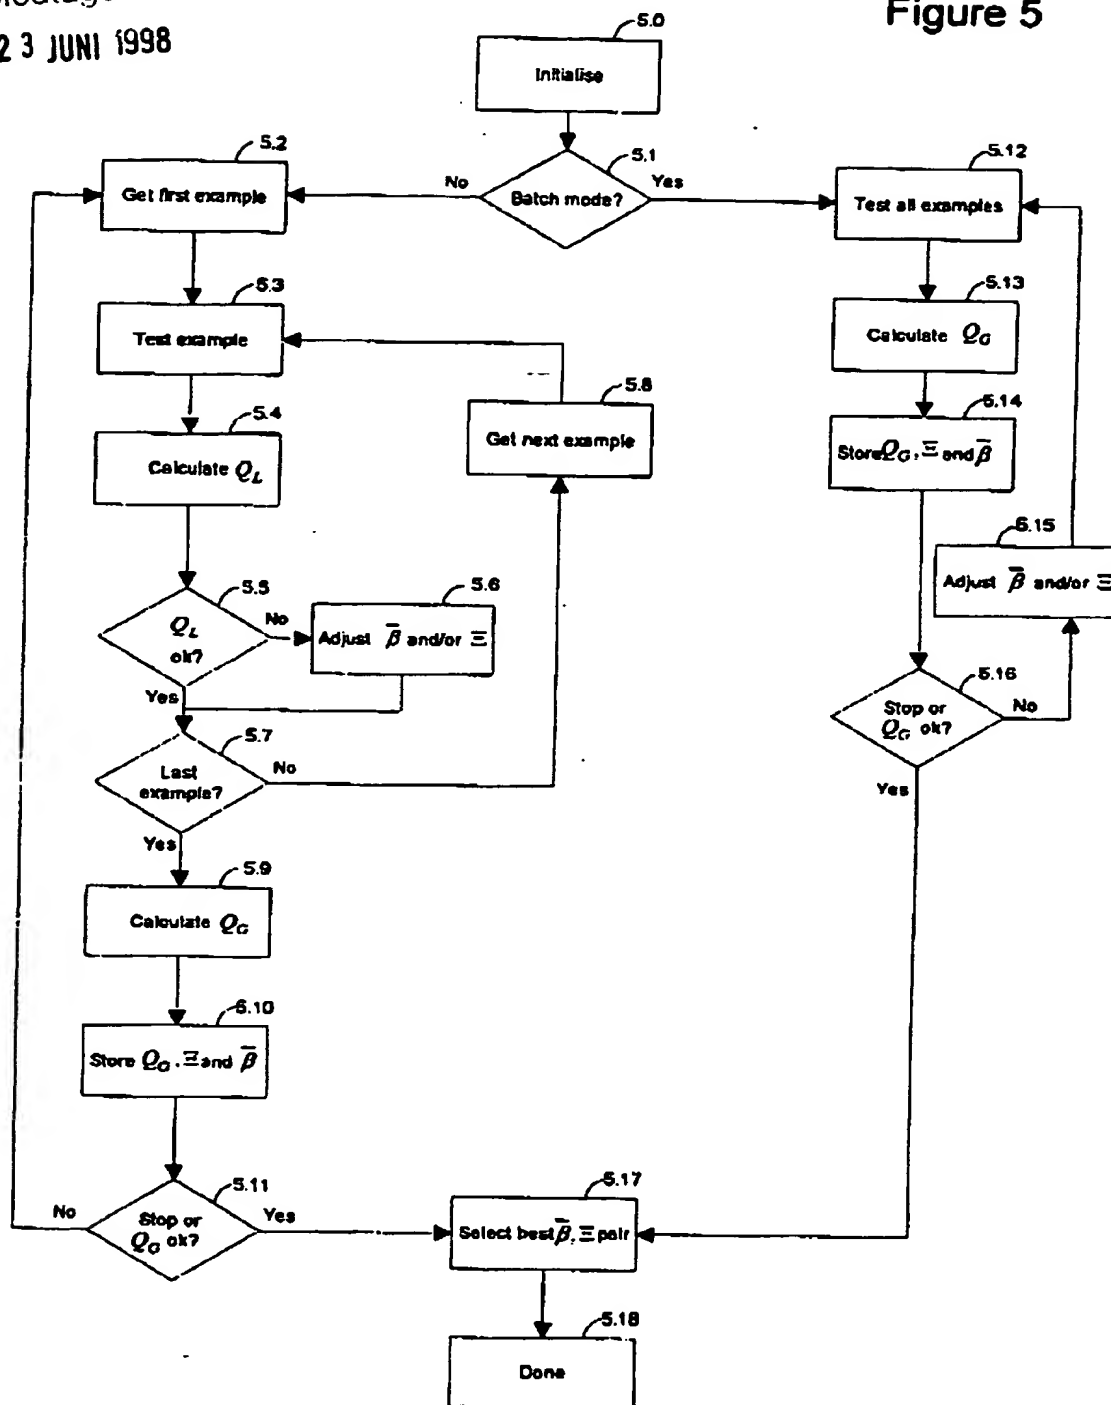 Figure 5
2 3 JUNI 1998
5.0
Initialise
5.1
Batch mode?
No
Yes
5.2
Get first example
5.3
Test example
5.4
Calculate Q_L
5.5
Q_L
ok?
No
Yes
5.6
Adjust β̄ and/or Ξ
5.7
Last
example?
No
Yes
5.8
Get next example
5.9
Calculate Q_G
5.10
Store Q_G, Ξ and β̄
5.11
Stop or
Q_G ok?
No
Yes
5.12
Test all examples
5.13
Calculate Q_G
5.14
Store Q_G, Ξ and β̄
5.15
Adjust β̄ and/or Ξ
5.16
Stop or
Q_G ok?
No
Yes
5.17
Select best β̄, Ξ pair
5.18
Done